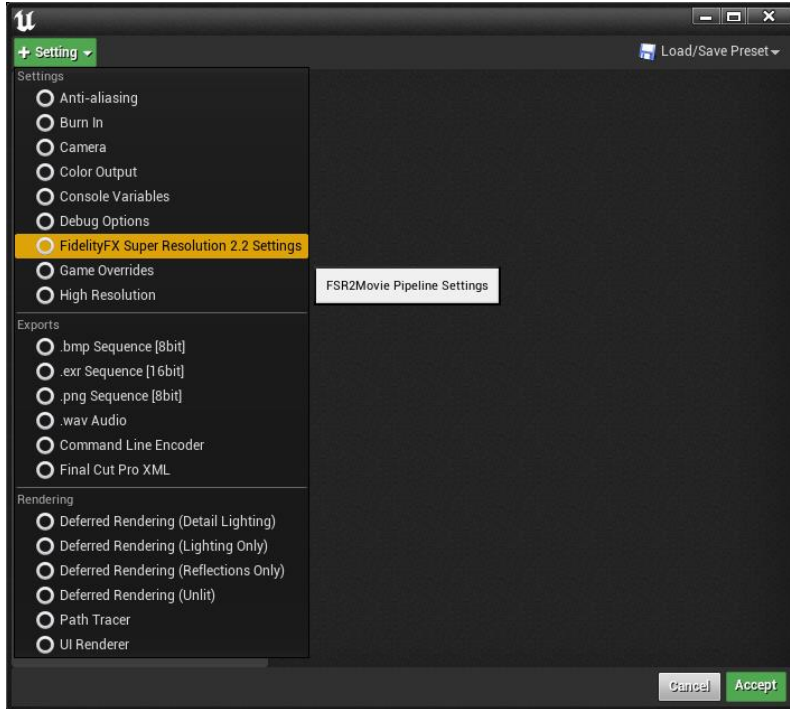 + Setting
Load/Save Preset
Settings
Anti-aliasing
Burn In
Camera
Color Output
Console Variables
Debug Options
FidelityFX Super Resolution 2.2 Settings
Game Overrides
High Resolution
FSR2Movie Pipeline Settings
Exports
.bmp Sequence [8bit]
.exr Sequence [16bit]
.png Sequence [8bit]
.wav Audio
Command Line Encoder
Final Cut Pro XML
Rendering
Deferred Rendering (Detail Lighting)
Deferred Rendering (Lighting Only)
Deferred Rendering (Reflections Only)
Deferred Rendering (Unlit)
Path Tracer
UI Renderer
Cancel
Accept